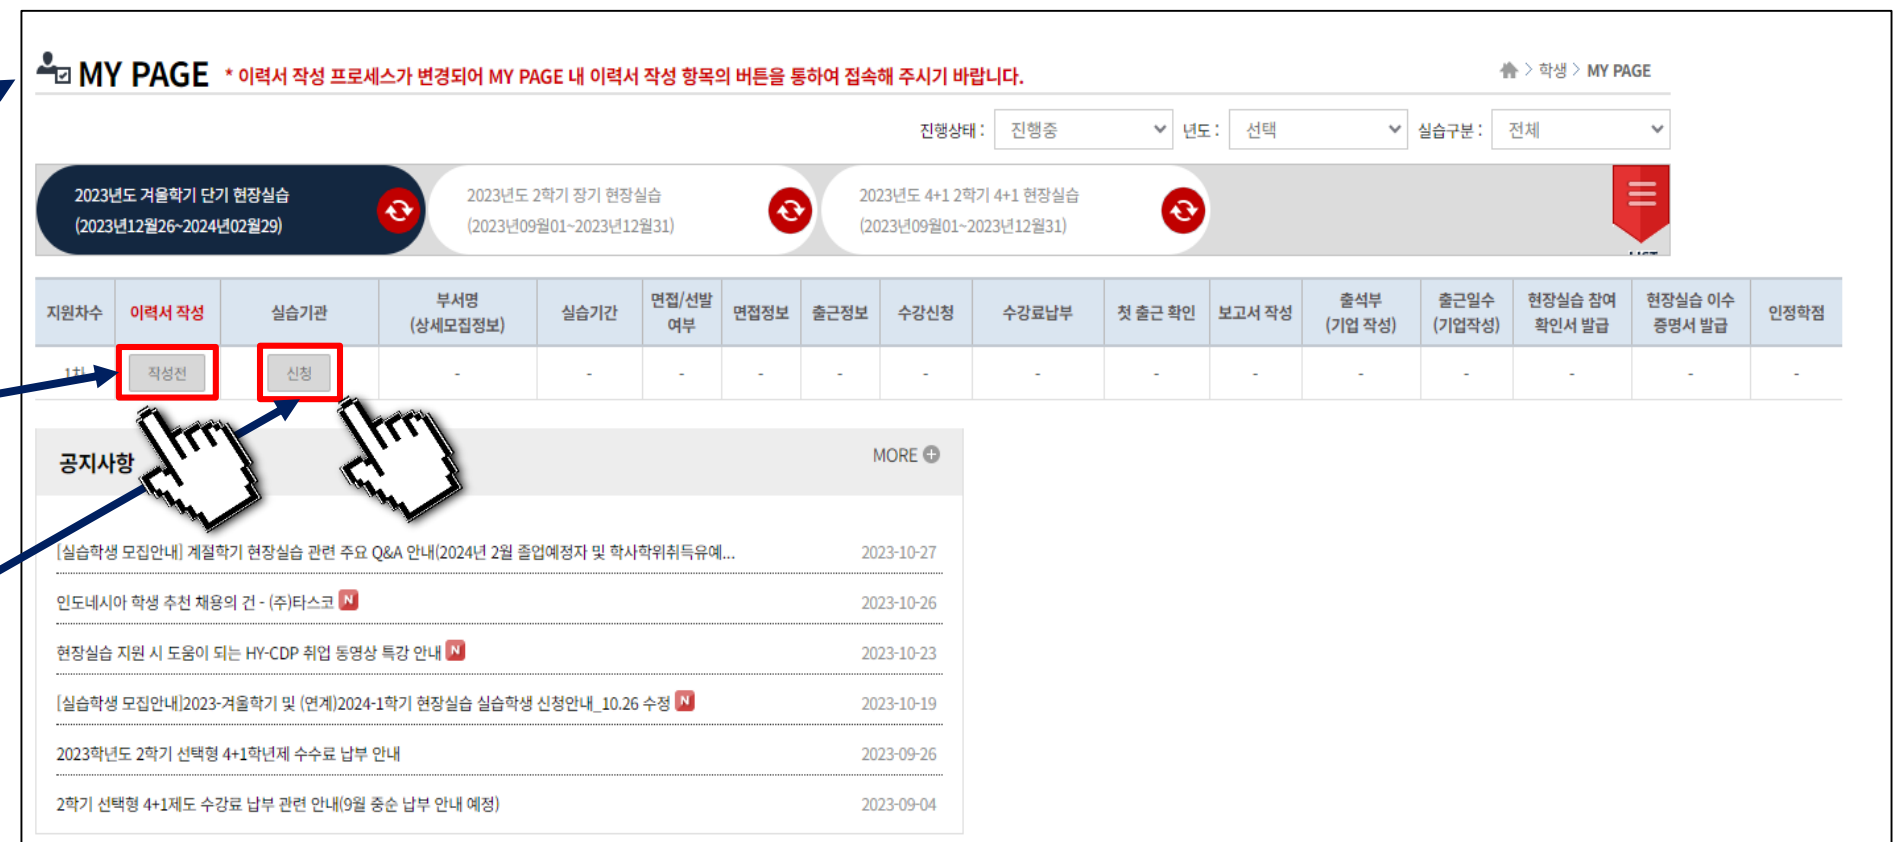 MY PAGE * 이력서 작성 프로세스가 변경되어 MY PAGE 내 이력서 작성 항목의 버튼을 통하여 접속해 주시기 바랍니다.
학생 > MY PAGE
진행상태 : 진행중 년도 : 선택 실습구분 : 전체
2023년도 겨울학기 단기 현장실습
(2023년12월26~2024년02월29)
2023년도 2학기 장기 현장실습
(2023년09월01~2023년12월31)
2023년도 4+1 2학기 4+1 현장실습
(2023년09월01~2023년12월31)
LIST
지원차수 이력서 작성 실습기관 부서명 (상세모집정보) 실습기간 면접/선발 여부 면접정보 출근정보 수강신청 수강료납부 첫 출근 확인 보고서 작성 출석부 (기업 작성) 출근일수 (기업작성) 현장실습 참여 확인서 발급 현장실습 이수 증명서 발급 인정학점
1차 작성전 신청 - - - - - - - - - - - - - -
공지사항 MORE
[실습학생 모집안내] 계절학기 현장실습 관련 주요 Q&A 안내(2024년 2월 졸업예정자 및 학사학위취득유예... 2023-10-27
인도네시아 학생 추천 채용의 건 - (주)타스코 N 2023-10-26
현장실습 지원 시 도움이 되는 HY-CDP 취업 동영상 특강 안내 N 2023-10-23
[실습학생 모집안내]2023-겨울학기 및 (연계)2024-1학기 현장실습 실습학생 신청안내_10.26 수정 N 2023-10-19
2023학년도 2학기 선택형 4+1학년제 수수료 납부 안내 2023-09-26
2학기 선택형 4+1제도 수강료 납부 관련 안내(9월 중순 납부 안내 예정) 2023-09-04